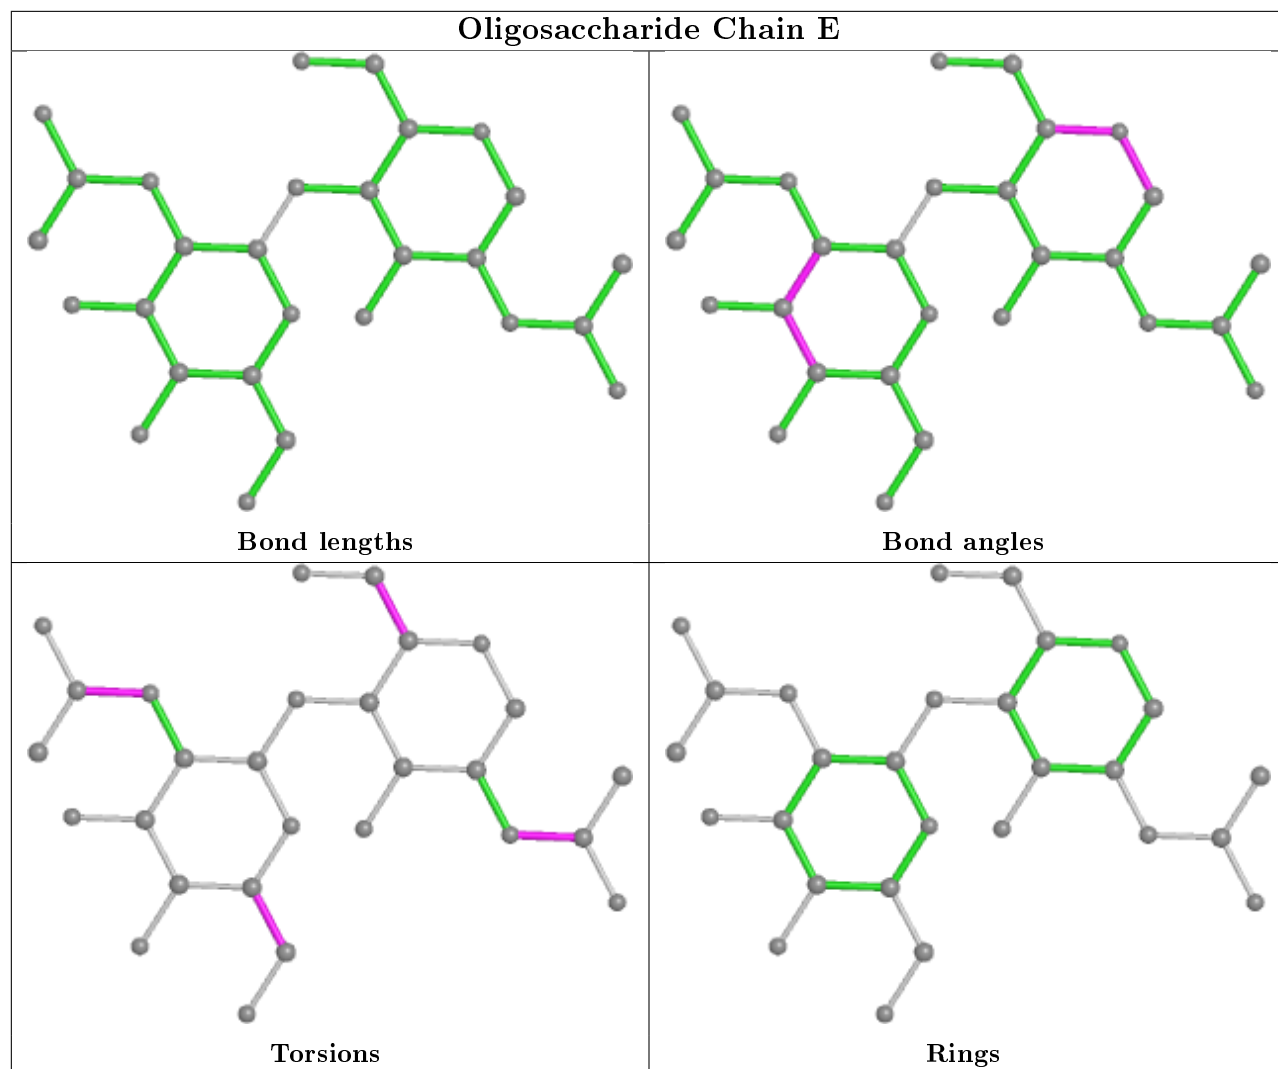 Oligosaccharide Chain E
Bond lengths
Bond angles
Torsions
Rings